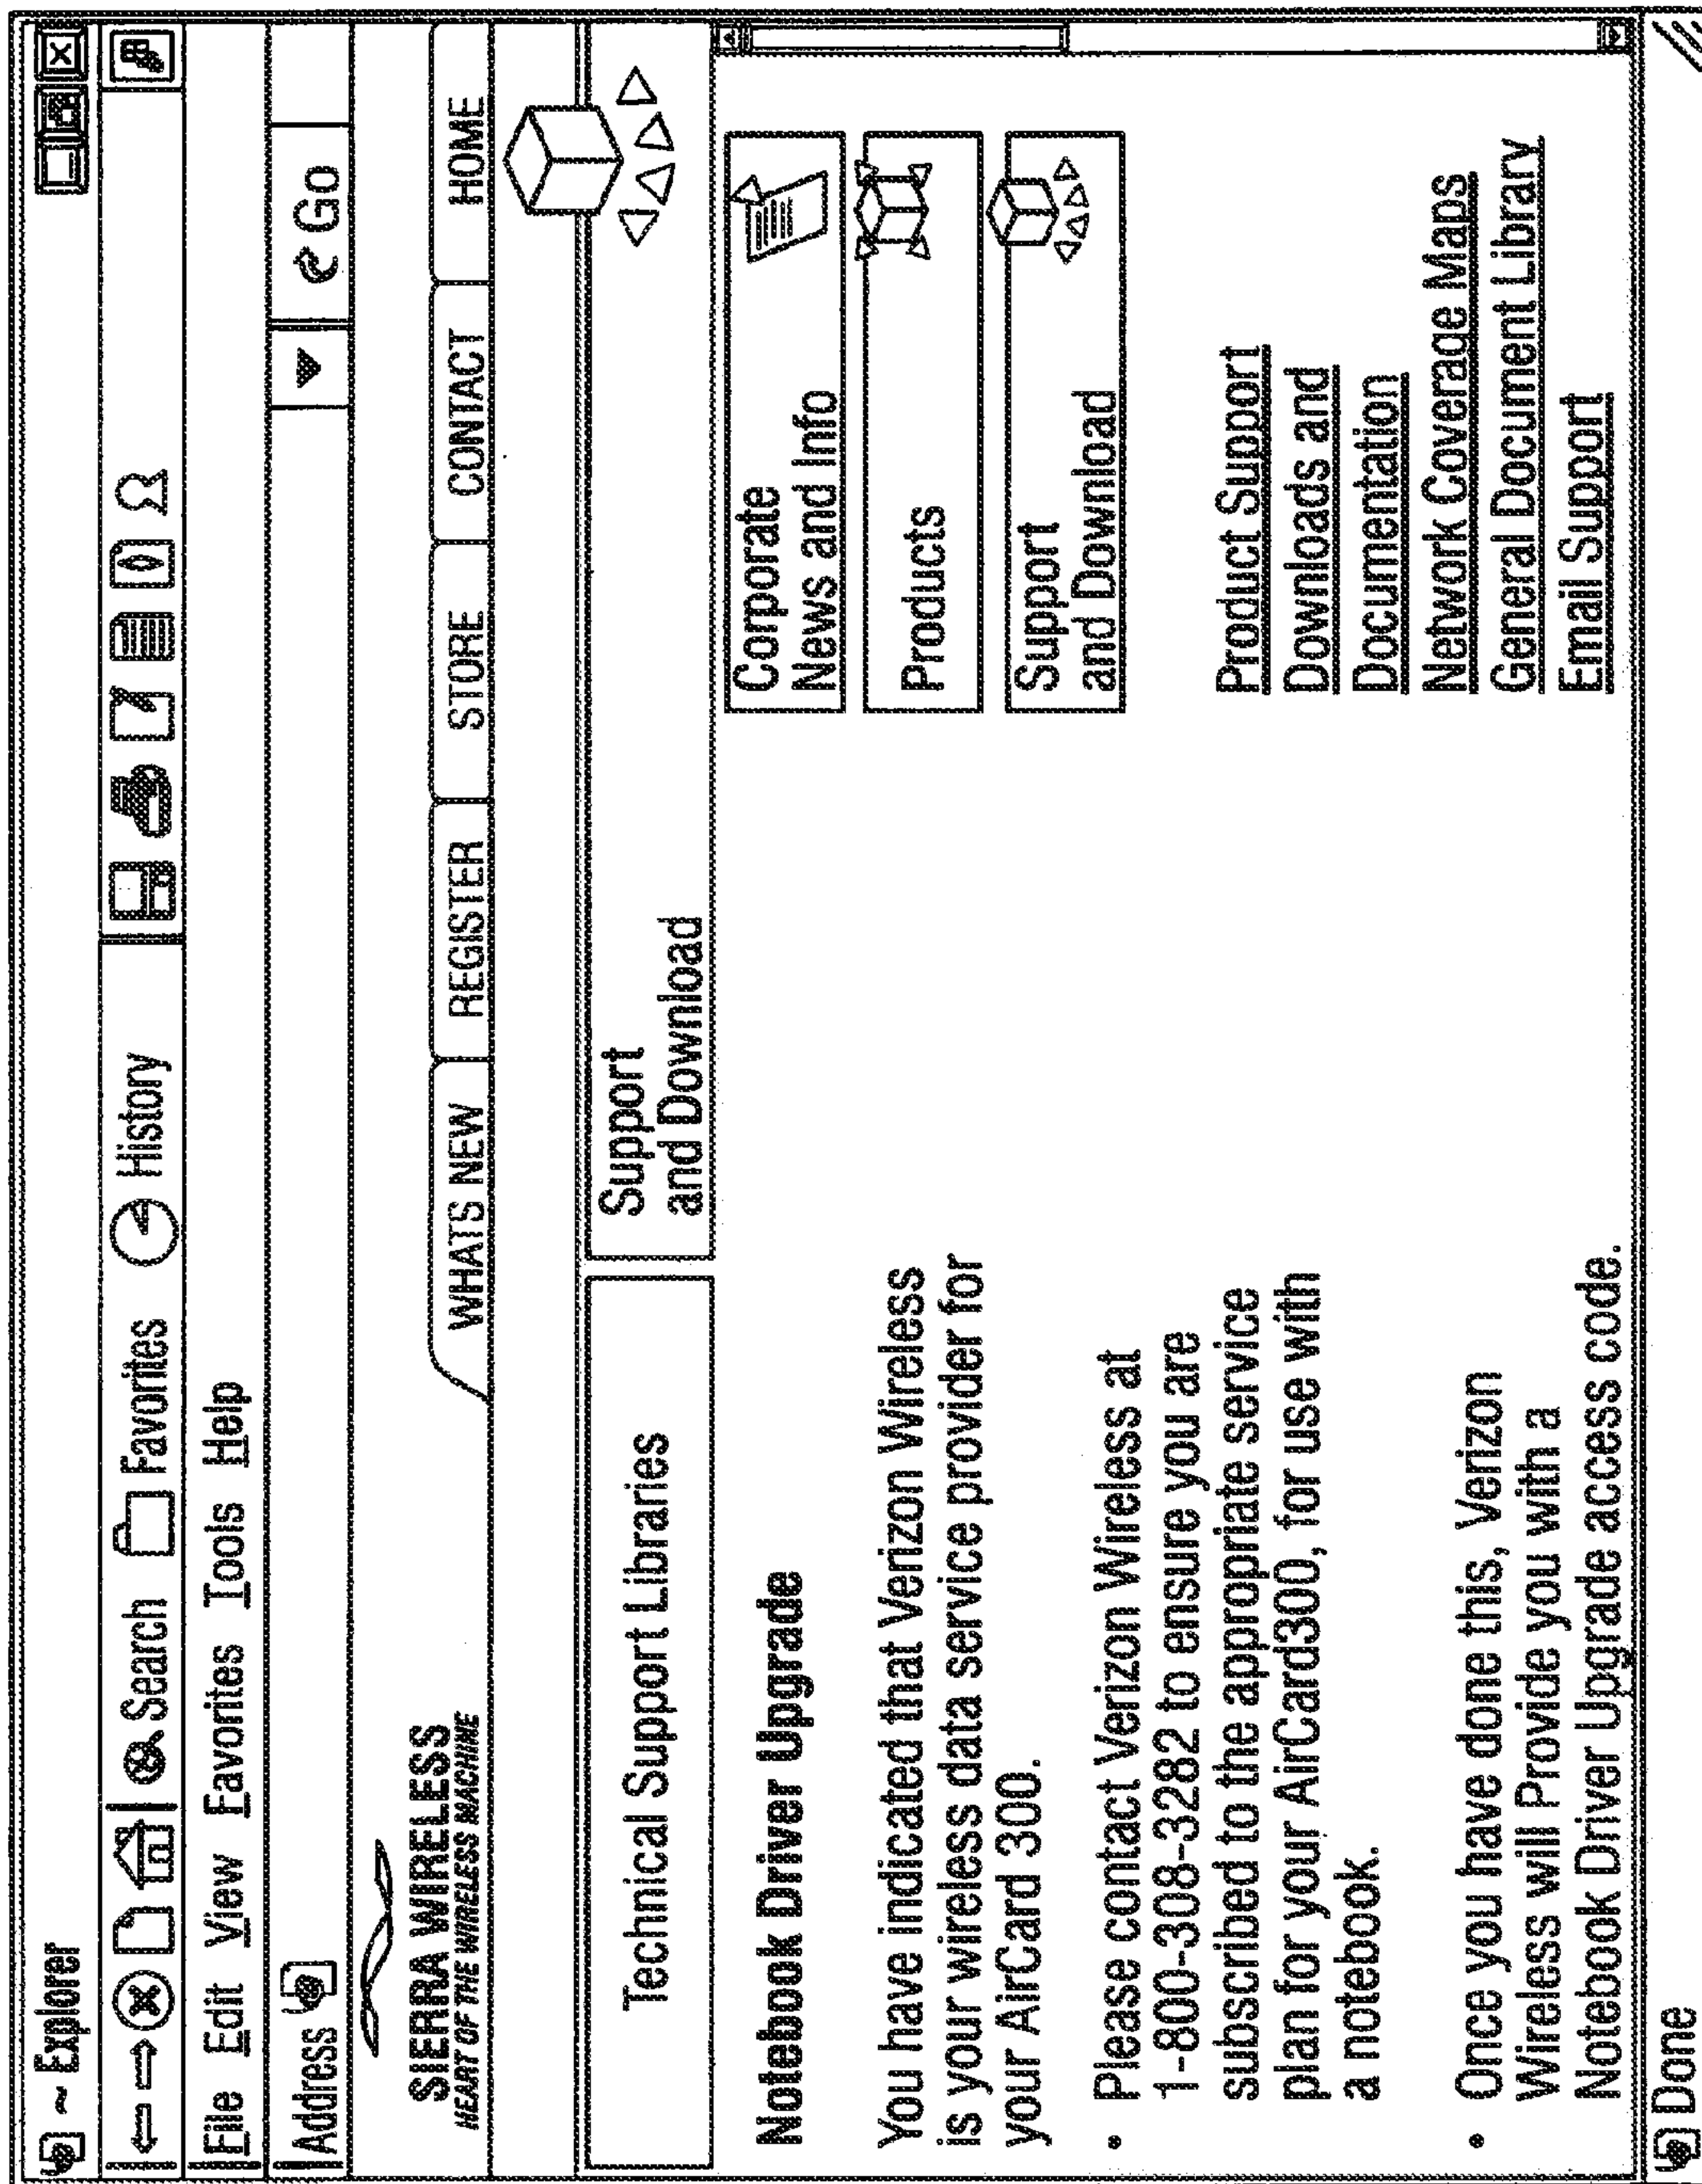 ~ Explorer
Search Favorites History
File Edit View Favorites Tools Help
Address Go
SIERRA WIRELESS
HEART OF THE WIRELESS MACHINE
WHATS NEW REGISTER STORE CONTACT HOME
Technical Support Libraries
Support
and Download
Notebook Driver Upgrade
You have indicated that Verizon Wireless
is your wireless data service provider for
your AirCard 300.
• Please contact Verizon Wireless at
1-800-308-3282 to ensure you are
subscribed to the appropriate service
plan for your AirCard300, for use with
a notebook.
• Once you have done this, Verizon
Wireless will Provide you with a
Notebook Driver Upgrade access code.
Corporate
News and Info
Products
Support
and Download
Product Support
Downloads and
Documentation
Network Coverage Maps
General Document Library
Email Support
Done